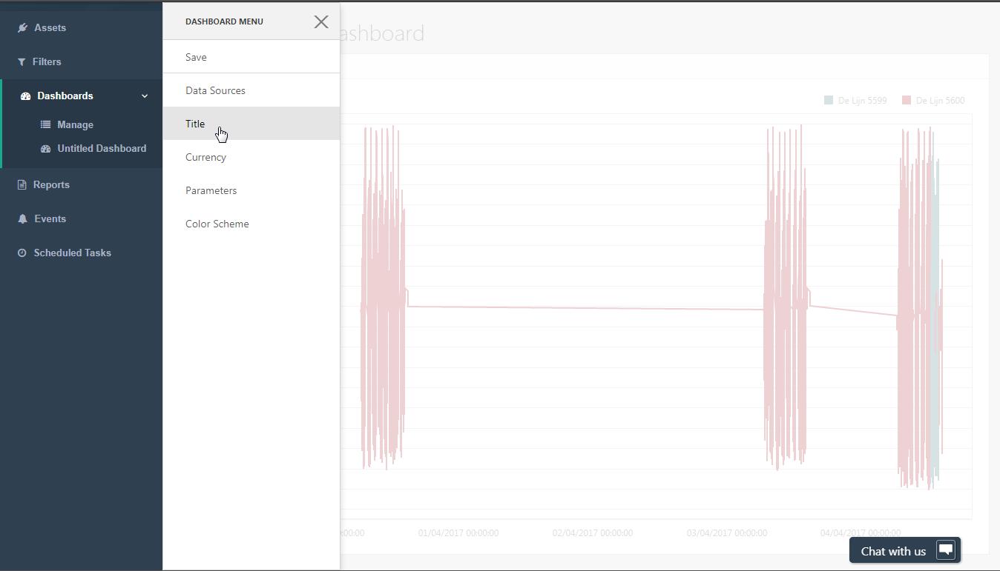 Assets
Filters
Dashboards
Manage
Untitled Dashboard
Reports
Events
Scheduled Tasks
DASHBOARD MENU
Save
Data Sources
Title
Currency
Parameters
Color Scheme
ashboard
De Lijn 5599 De Lijn 5600
0:00:00 01/04/2017 00:00:00 02/04/2017 00:00:00 03/04/2017 00:00:00 04/04/2017 00:00:00
Chat with us